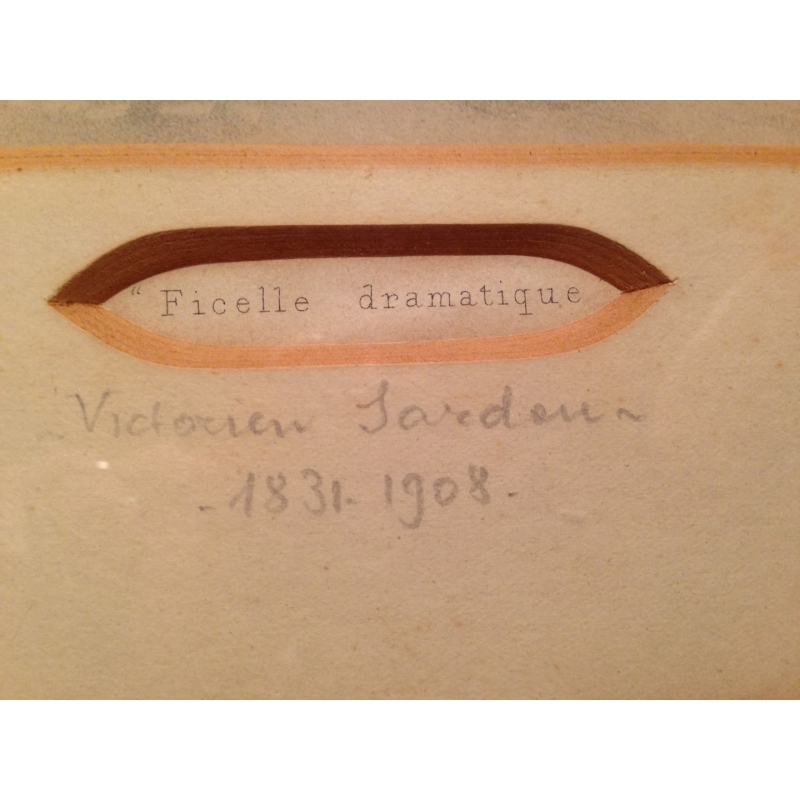 “ Ficelle dramatique
Victorien Sardou
- 1831. 1908 -